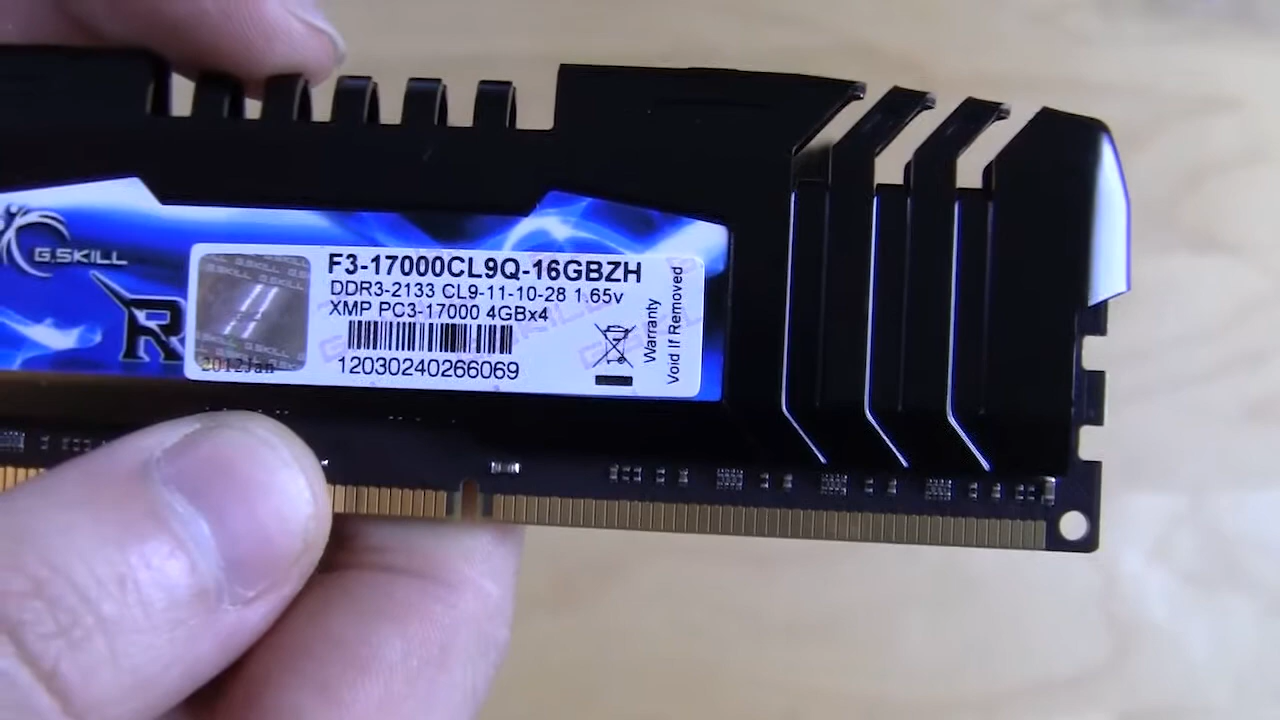 G.SKILL
R
F3-17000CL9Q-16GBZH
DDR3-2133 CL9-11-10-28 1.65v
XMP PC3-17000 4GBx4
12030240266069
2012Jan
Warranty
Void If Removed